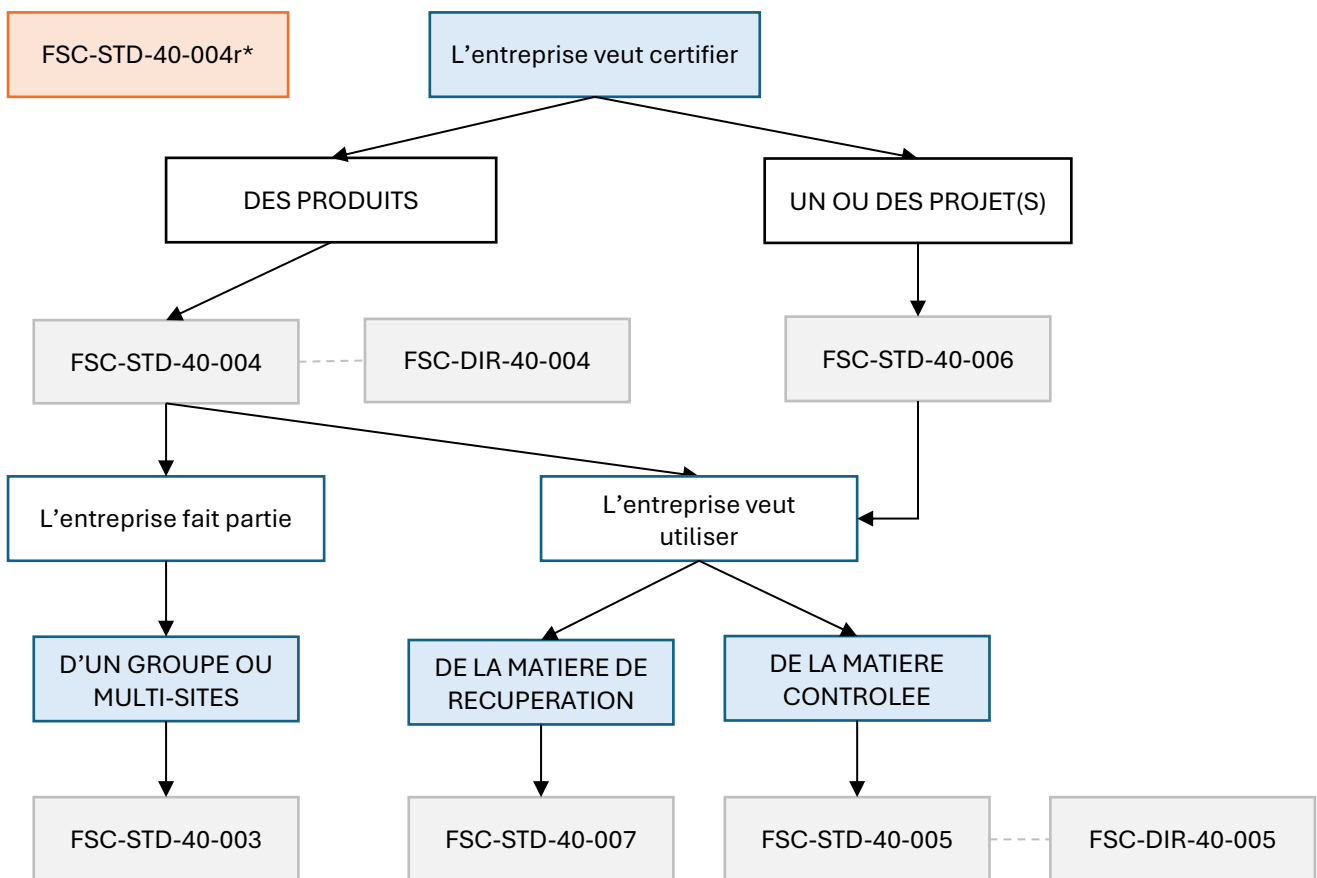 FSC-STD-40-004r*
L’entreprise veut certifier
DES PRODUITS
UN OU DES PROJET(S)
FSC-STD-40-004
FSC-DIR-40-004
FSC-STD-40-006
L’entreprise fait partie
L’entreprise veut
utiliser
D’UN GROUPE OU
MULTI-SITES
DE LA MATIERE DE
RECUPERATION
DE LA MATIERE
CONTROLEE
FSC-STD-40-003
FSC-STD-40-007
FSC-STD-40-005
FSC-DIR-40-005